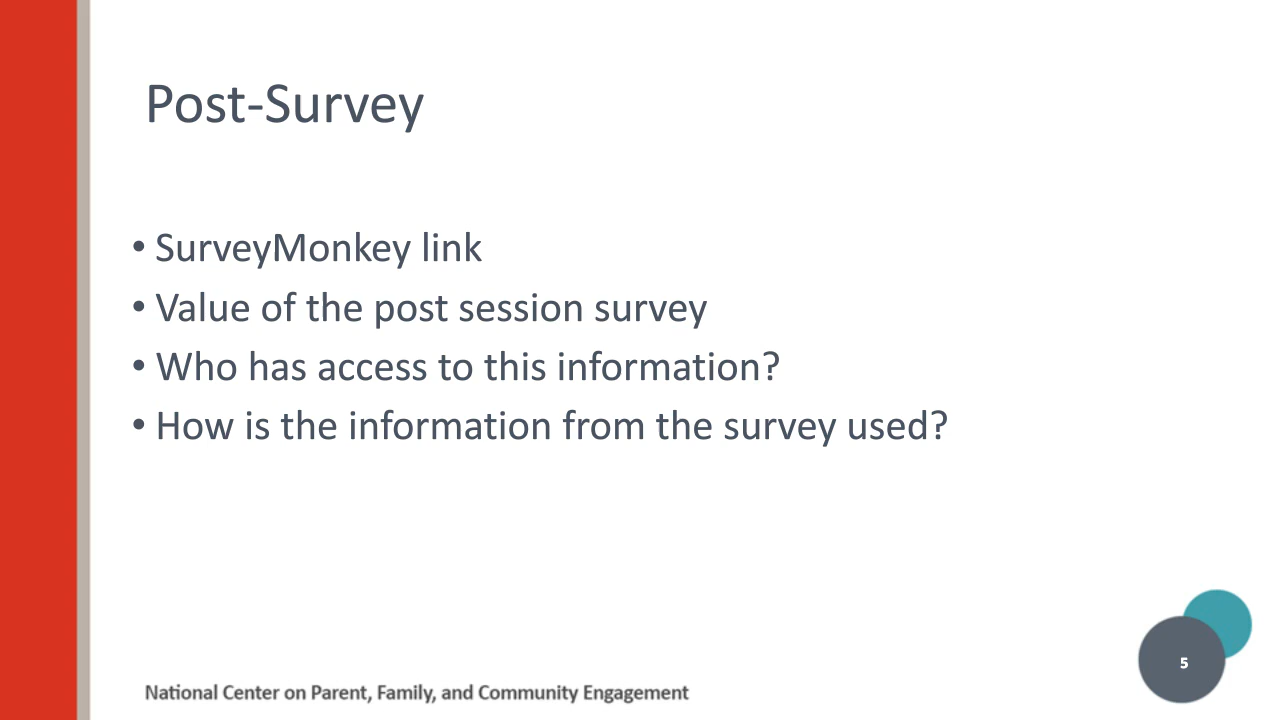 Post-Survey
• SurveyMonkey link
• Value of the post session survey
• Who has access to this information?
• How is the information from the survey used?
5
National Center on Parent, Family, and Community Engagement